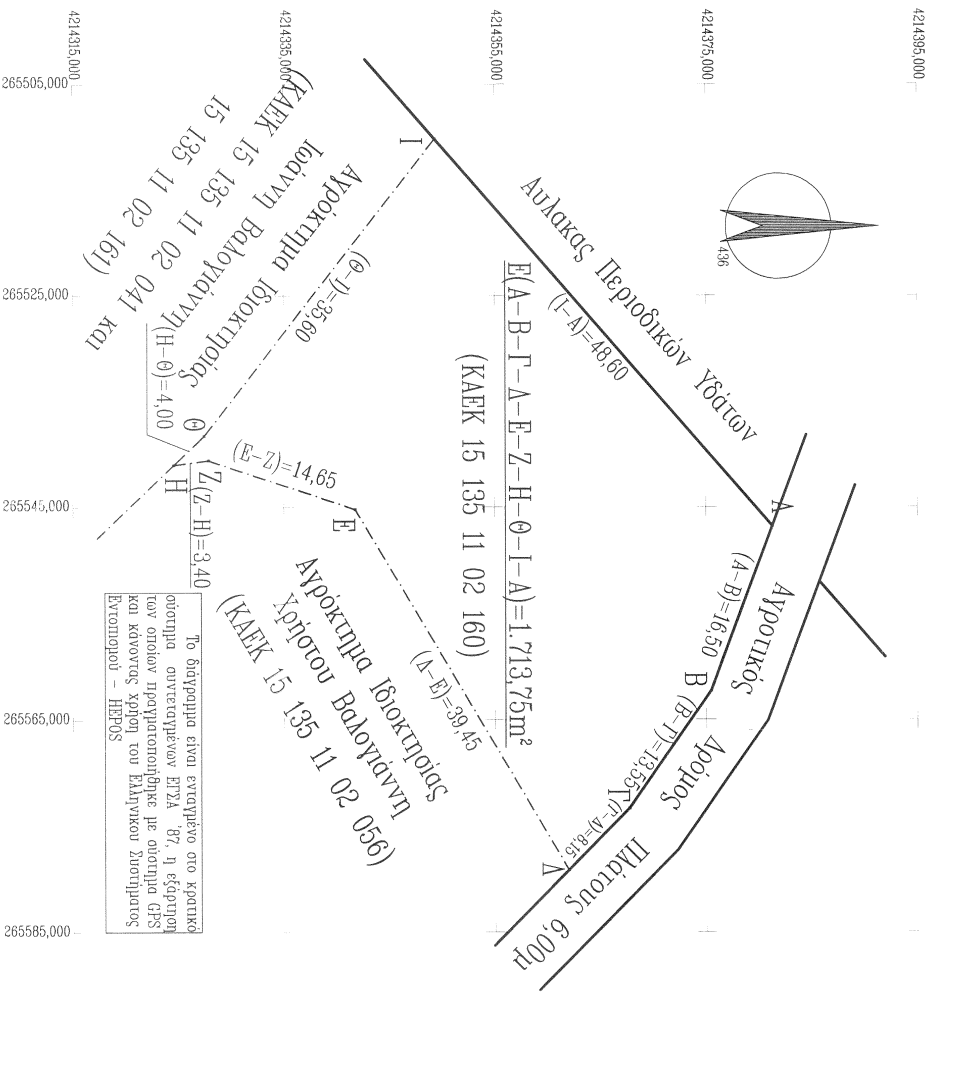 4214315,000
4214335,000
4214355,000
4214375,000
4214395,000
265505,000
265525,000
265545,000
265565,000
265585,000
436
Αυλακας Περιοδικών Υδάτων
(Ι-Α)=48,60
Ι
(Θ-Ι)=35,60
Αγρόκτημα Ιδιοκτησίας
Ιωάννη Βαλογιάννη
(ΚΑΕΚ 15 135 11 02 041 και
15 135 11 02 161)
Ε(Α-Β-Γ-Δ-Ε-Ζ-Η-Θ-Ι-Α)=1.713,75m²
(ΚΑΕΚ 15 135 11 02 160)
(Η-Θ)=4,00
Θ
Η
Ζ
(Ζ-Η)=3,40
(Ε-Ζ)=14,65
Ε
(Δ-Ε)=39,45
Αγρόκτημα Ιδιοκτησίας
Χρήστου Βαλογιάννη
(ΚΑΕΚ 15 135 11 02 056)
Α
(Α-Β)=16,50
Β
(Β-Γ)=13,55
Γ
(Γ-Δ)=8,15
Δ
Αγροτικός Δρόμος Πλάτους 6,00μ
Το διάγραμμα είναι ενταγμένο στο κρατικό
σύστημα συντεταγμένων ΕΓΣΑ '87, η εξάρτηση
των οποίων πραγματοποιήθηκε με σύστημα GPS
και κάνοντας χρήση του Ελληνικου Συστήματος
Εντοπισμού - HEPOS